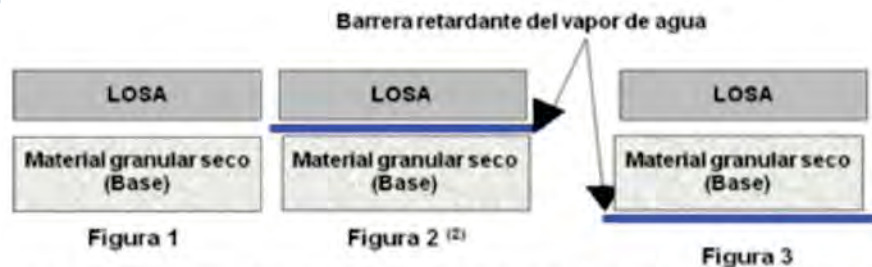 Barrera retardante del vapor de agua
LOSA
Material granular seco
(Base)
Figura 1
LOSA
Material granular seco
(Base)
Figura 2 (2)
LOSA
Material granular seco
(Base)
Figura 3